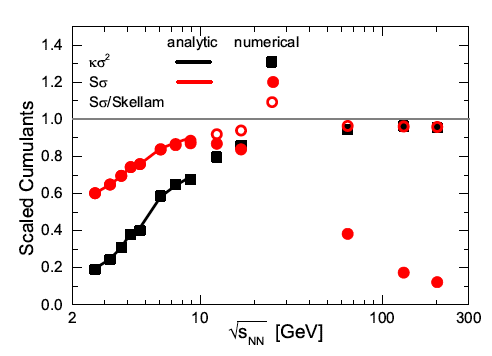 analytic numerical
κσ²
Sσ
Sσ/Skellam
Scaled Cumulants
1.4
1.2
1.0
0.8
0.6
0.4
0.2
0.0
2 10 100 300
√sNN [GeV]